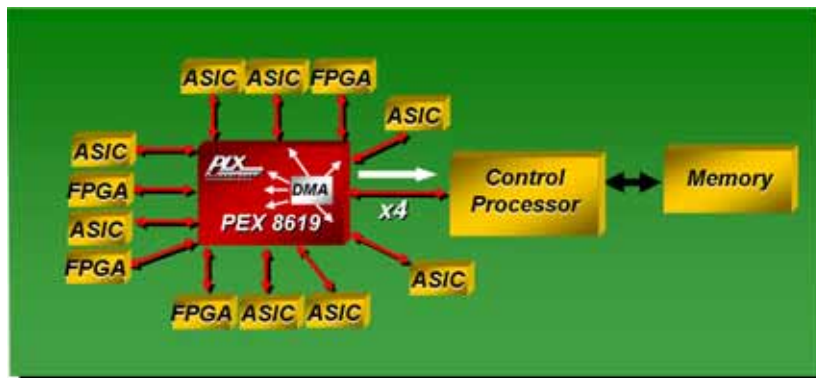 ASIC ASIC FPGA
ASIC
ASIC
FPGA
ASIC
FPGA
PLX
DMA
PEX 8619
x4
Control
Processor
Memory
ASIC
FPGA ASIC ASIC